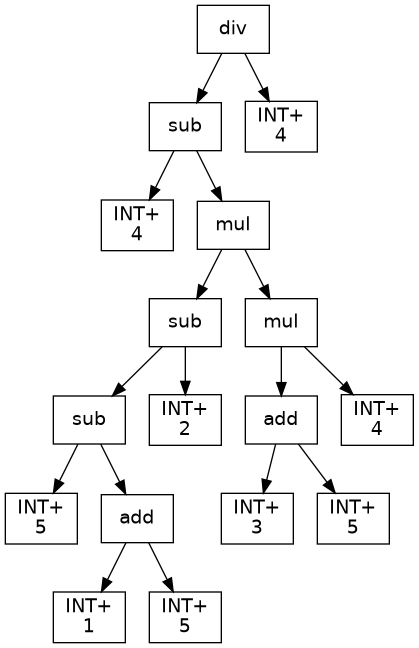 div
sub
INT+
4
INT+
4
mul
sub
mul
sub
INT+
2
add
INT+
4
INT+
5
add
INT+
3
INT+
5
INT+
1
INT+
5